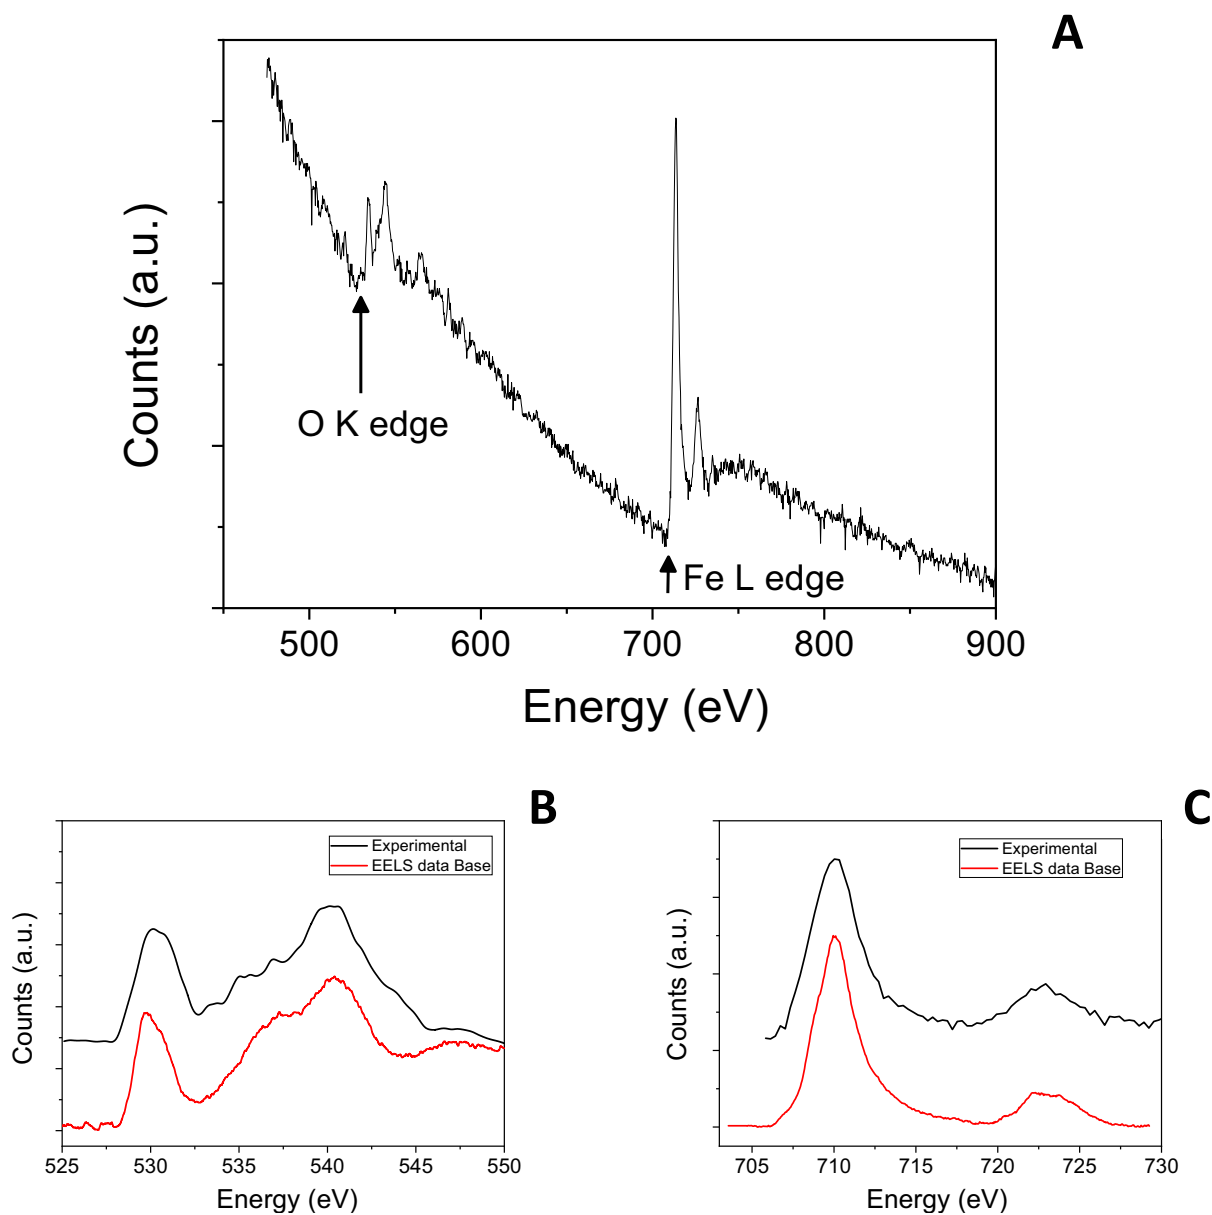 A
Counts (a.u.)
O K edge
Fe L edge
500 600 700 800 900
Energy (eV)
B
Experimental
EELS data Base
Counts (a.u.)
525 530 535 540 545 550
Energy (eV)
C
Experimental
EELS data Base
Counts (a.u.)
705 710 715 720 725 730
Energy (eV)